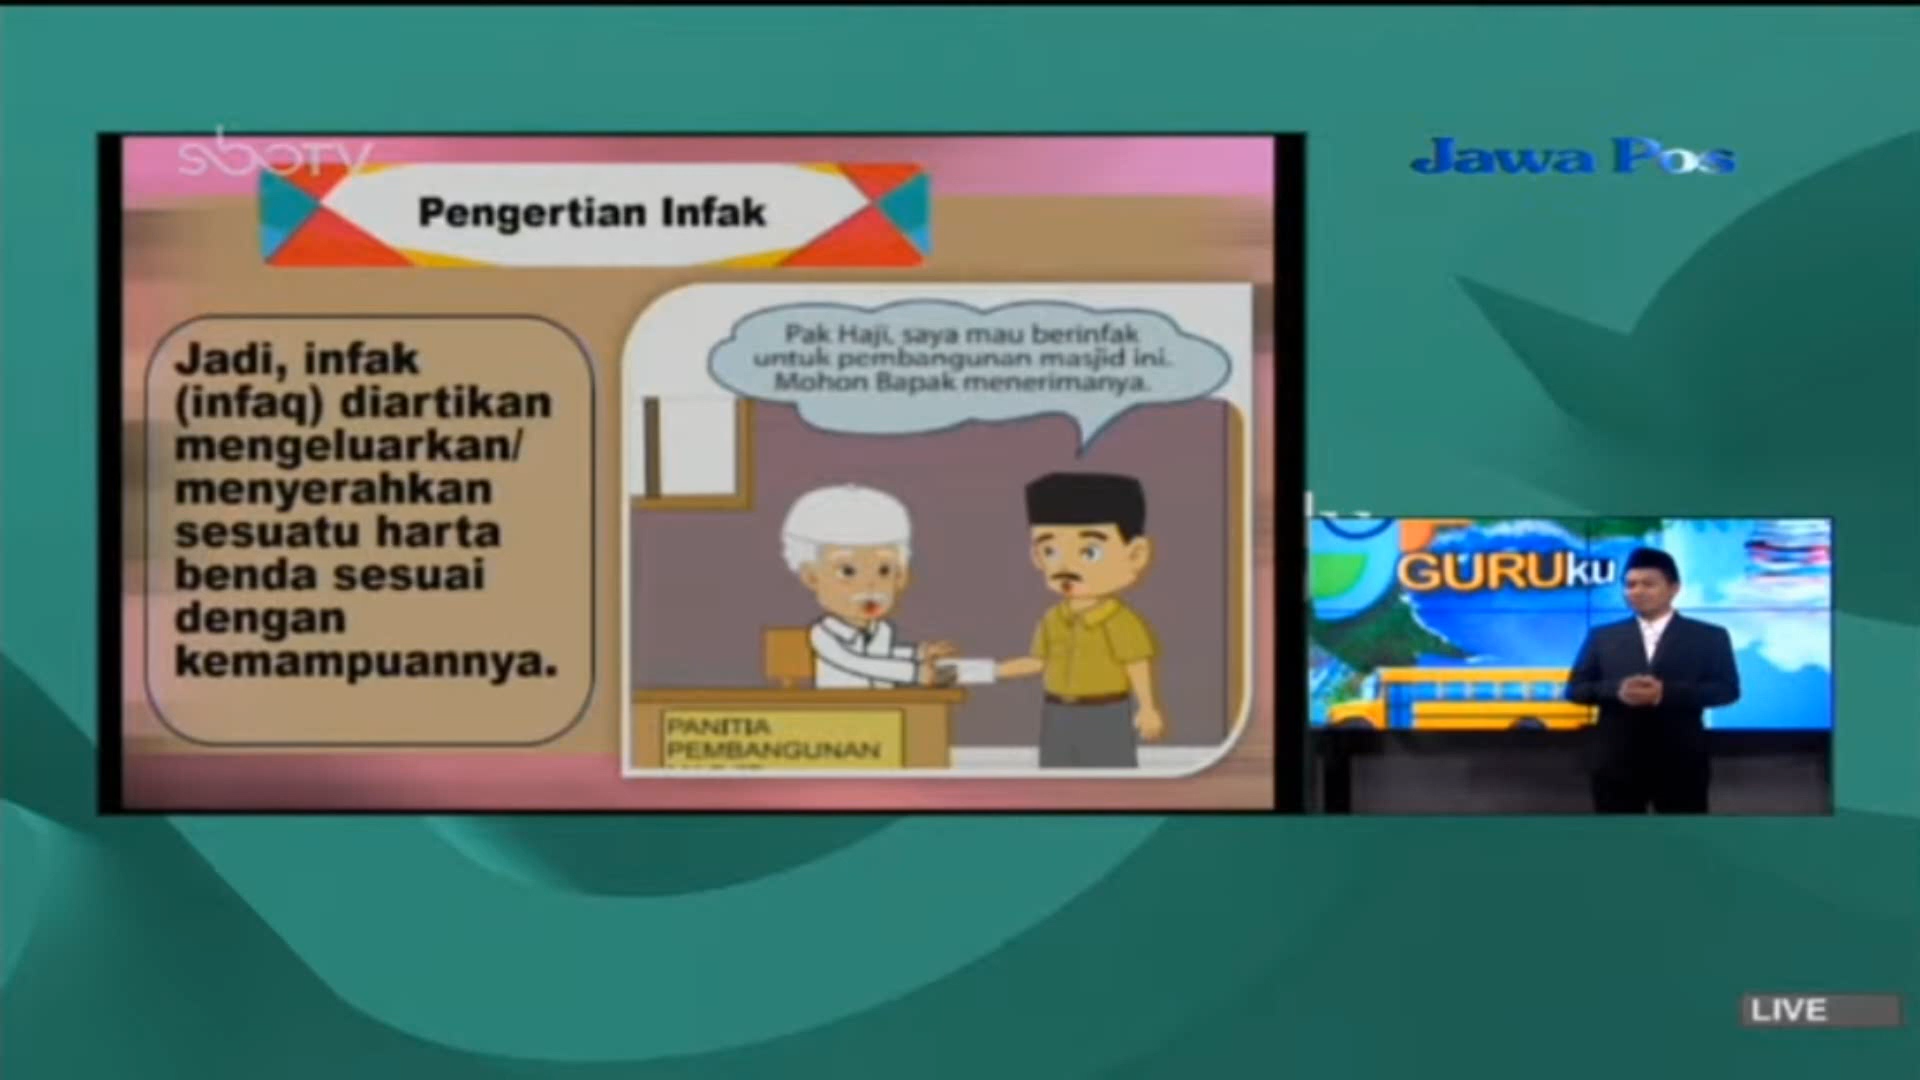 sboTV
Jawa Pos
Pengertian Infak
Jadi, infak
(infaq) diartikan
mengeluarkan/
menyerahkan
sesuatu harta
benda sesuai
dengan
kemampuannya.
Pak Haji, saya mau berinfak
untuk pembangunan masjid ini.
Mohon Bapak menerimanya.
PANITIA
PEMBANGUNAN
GURUku
LIVE